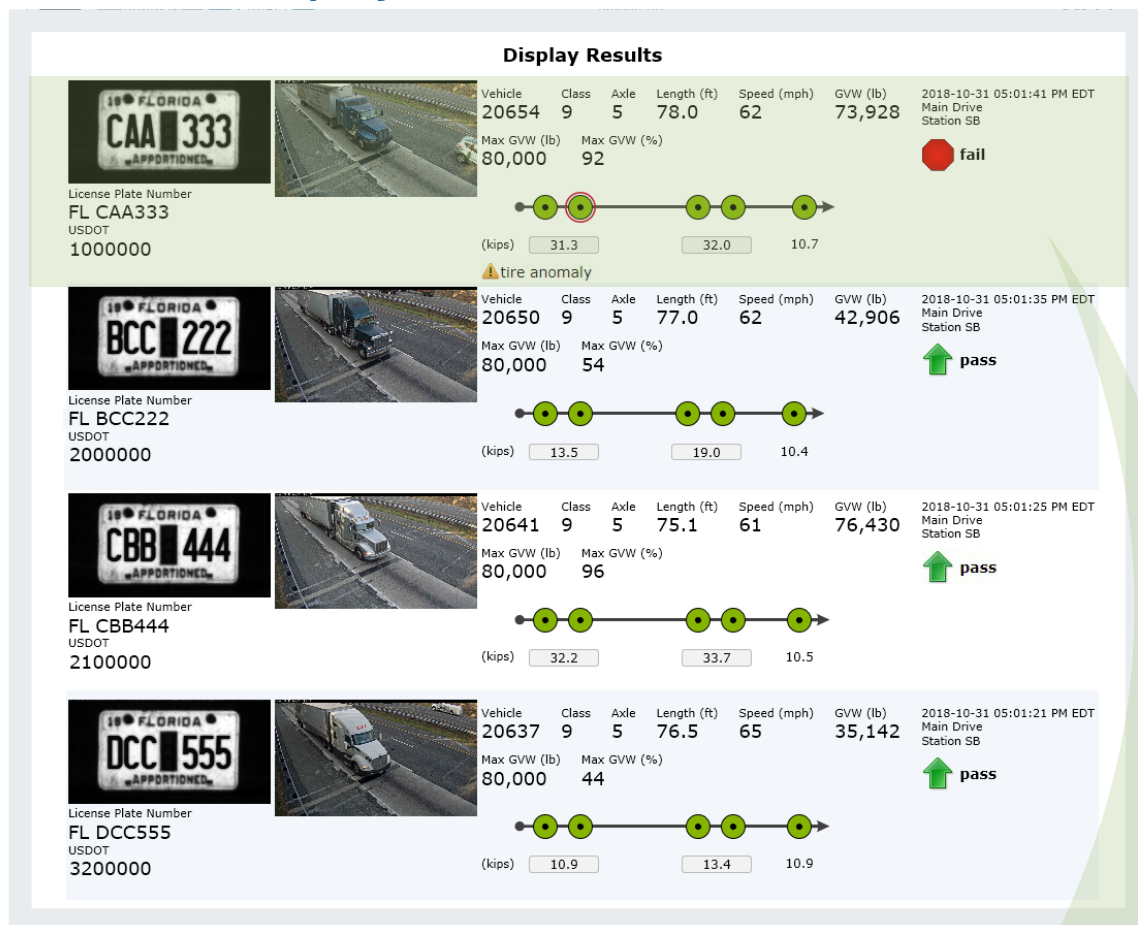 Display Results
19 FLORIDA
CAA 333
APPORTIONED
License Plate Number
FL CAA333
USDOT
1000000
Vehicle Class Axle Length (ft) Speed (mph) GVW (lb)
20654 9 5 78.0 62 73,928
Max GVW (lb) Max GVW (%)
80,000 92
(kips) 31.3 32.0 10.7
tire anomaly
2018-10-31 05:01:41 PM EDT
Main Drive
Station SB
fail
19 FLORIDA
BCC 222
APPORTIONED
License Plate Number
FL BCC222
USDOT
2000000
Vehicle Class Axle Length (ft) Speed (mph) GVW (lb)
20650 9 5 77.0 62 42,906
Max GVW (lb) Max GVW (%)
80,000 54
(kips) 13.5 19.0 10.4
2018-10-31 05:01:35 PM EDT
Main Drive
Station SB
pass
19 FLORIDA
CBB 444
APPORTIONED
License Plate Number
FL CBB444
USDOT
2100000
Vehicle Class Axle Length (ft) Speed (mph) GVW (lb)
20641 9 5 75.1 61 76,430
Max GVW (lb) Max GVW (%)
80,000 96
(kips) 32.2 33.7 10.5
2018-10-31 05:01:25 PM EDT
Main Drive
Station SB
pass
19 FLORIDA
DCC 555
APPORTIONED
License Plate Number
FL DCC555
USDOT
3200000
Vehicle Class Axle Length (ft) Speed (mph) GVW (lb)
20637 9 5 76.5 65 35,142
Max GVW (lb) Max GVW (%)
80,000 44
(kips) 10.9 13.4 10.9
2018-10-31 05:01:21 PM EDT
Main Drive
Station SB
pass